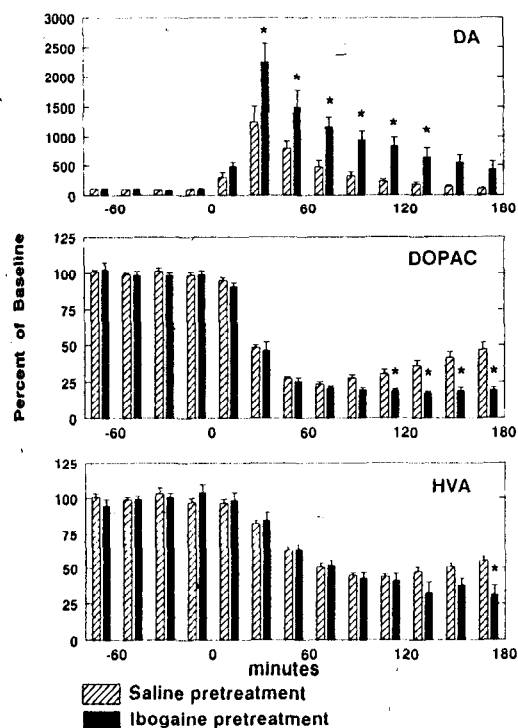 DA
3000
2500
2000
1500
1000
500
0
* * * * * *
-60 0 60 120 180
Percent of Baseline
DOPAC
125
100
75
50
25
0
* * * *
-60 0 60 120 180
HVA
125
100
75
50
25
0
*
-60 0 60 120 180
minutes
Saline pretreatment
Ibogaine pretreatment